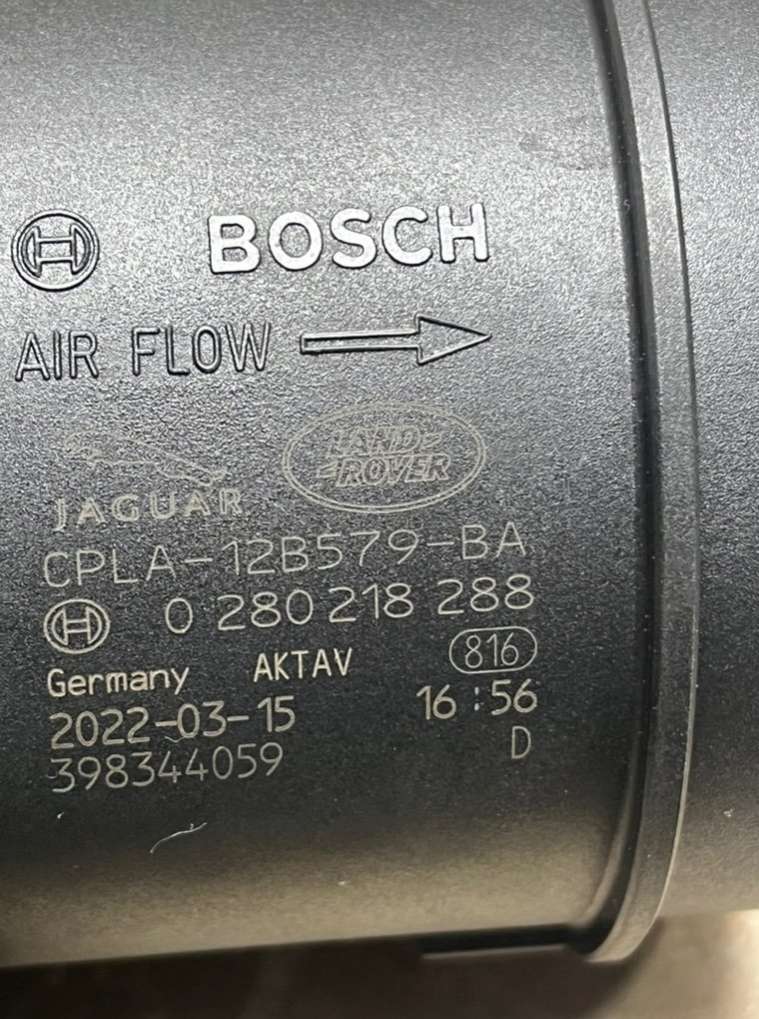 BOSCH
AIR FLOW
JAGUAR
LAND
ROVER
CPLA-12B579-BA
0 280 218 288
Germany AKTAV 816
2022-03-15 16:56
398344059 D